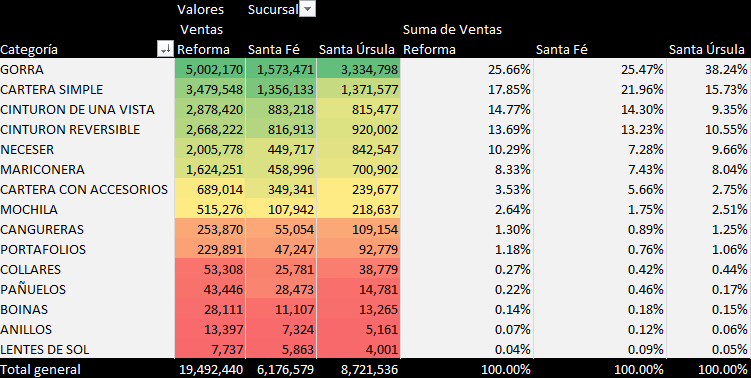 Valores Sucursal
Ventas Suma de Ventas
Categoría Reforma Santa Fé Santa Úrsula Reforma Santa Fé Santa Úrsula
GORRA 5,002,170 1,573,471 3,334,798 25.66% 25.47% 38.24%
CARTERA SIMPLE 3,479,548 1,356,133 1,371,577 17.85% 21.96% 15.73%
CINTURON DE UNA VISTA 2,878,420 883,218 815,477 14.77% 14.30% 9.35%
CINTURON REVERSIBLE 2,668,222 816,913 920,002 13.69% 13.23% 10.55%
NECESER 2,005,778 449,717 842,547 10.29% 7.28% 9.66%
MARICONERA 1,624,251 458,996 700,902 8.33% 7.43% 8.04%
CARTERA CON ACCESORIOS 689,014 349,341 239,677 3.53% 5.66% 2.75%
MOCHILA 515,276 107,942 218,637 2.64% 1.75% 2.51%
CANGURERAS 253,870 55,054 109,154 1.30% 0.89% 1.25%
PORTAFOLIOS 229,891 47,247 92,779 1.18% 0.76% 1.06%
COLLARES 53,308 25,781 38,779 0.27% 0.42% 0.44%
PAÑUELOS 43,446 28,473 14,781 0.22% 0.46% 0.17%
BOINAS 28,111 11,107 13,265 0.14% 0.18% 0.15%
ANILLOS 13,397 7,324 5,161 0.07% 0.12% 0.06%
LENTES DE SOL 7,737 5,863 4,001 0.04% 0.09% 0.05%
Total general 19,492,440 6,176,579 8,721,536 100.00% 100.00% 100.00%